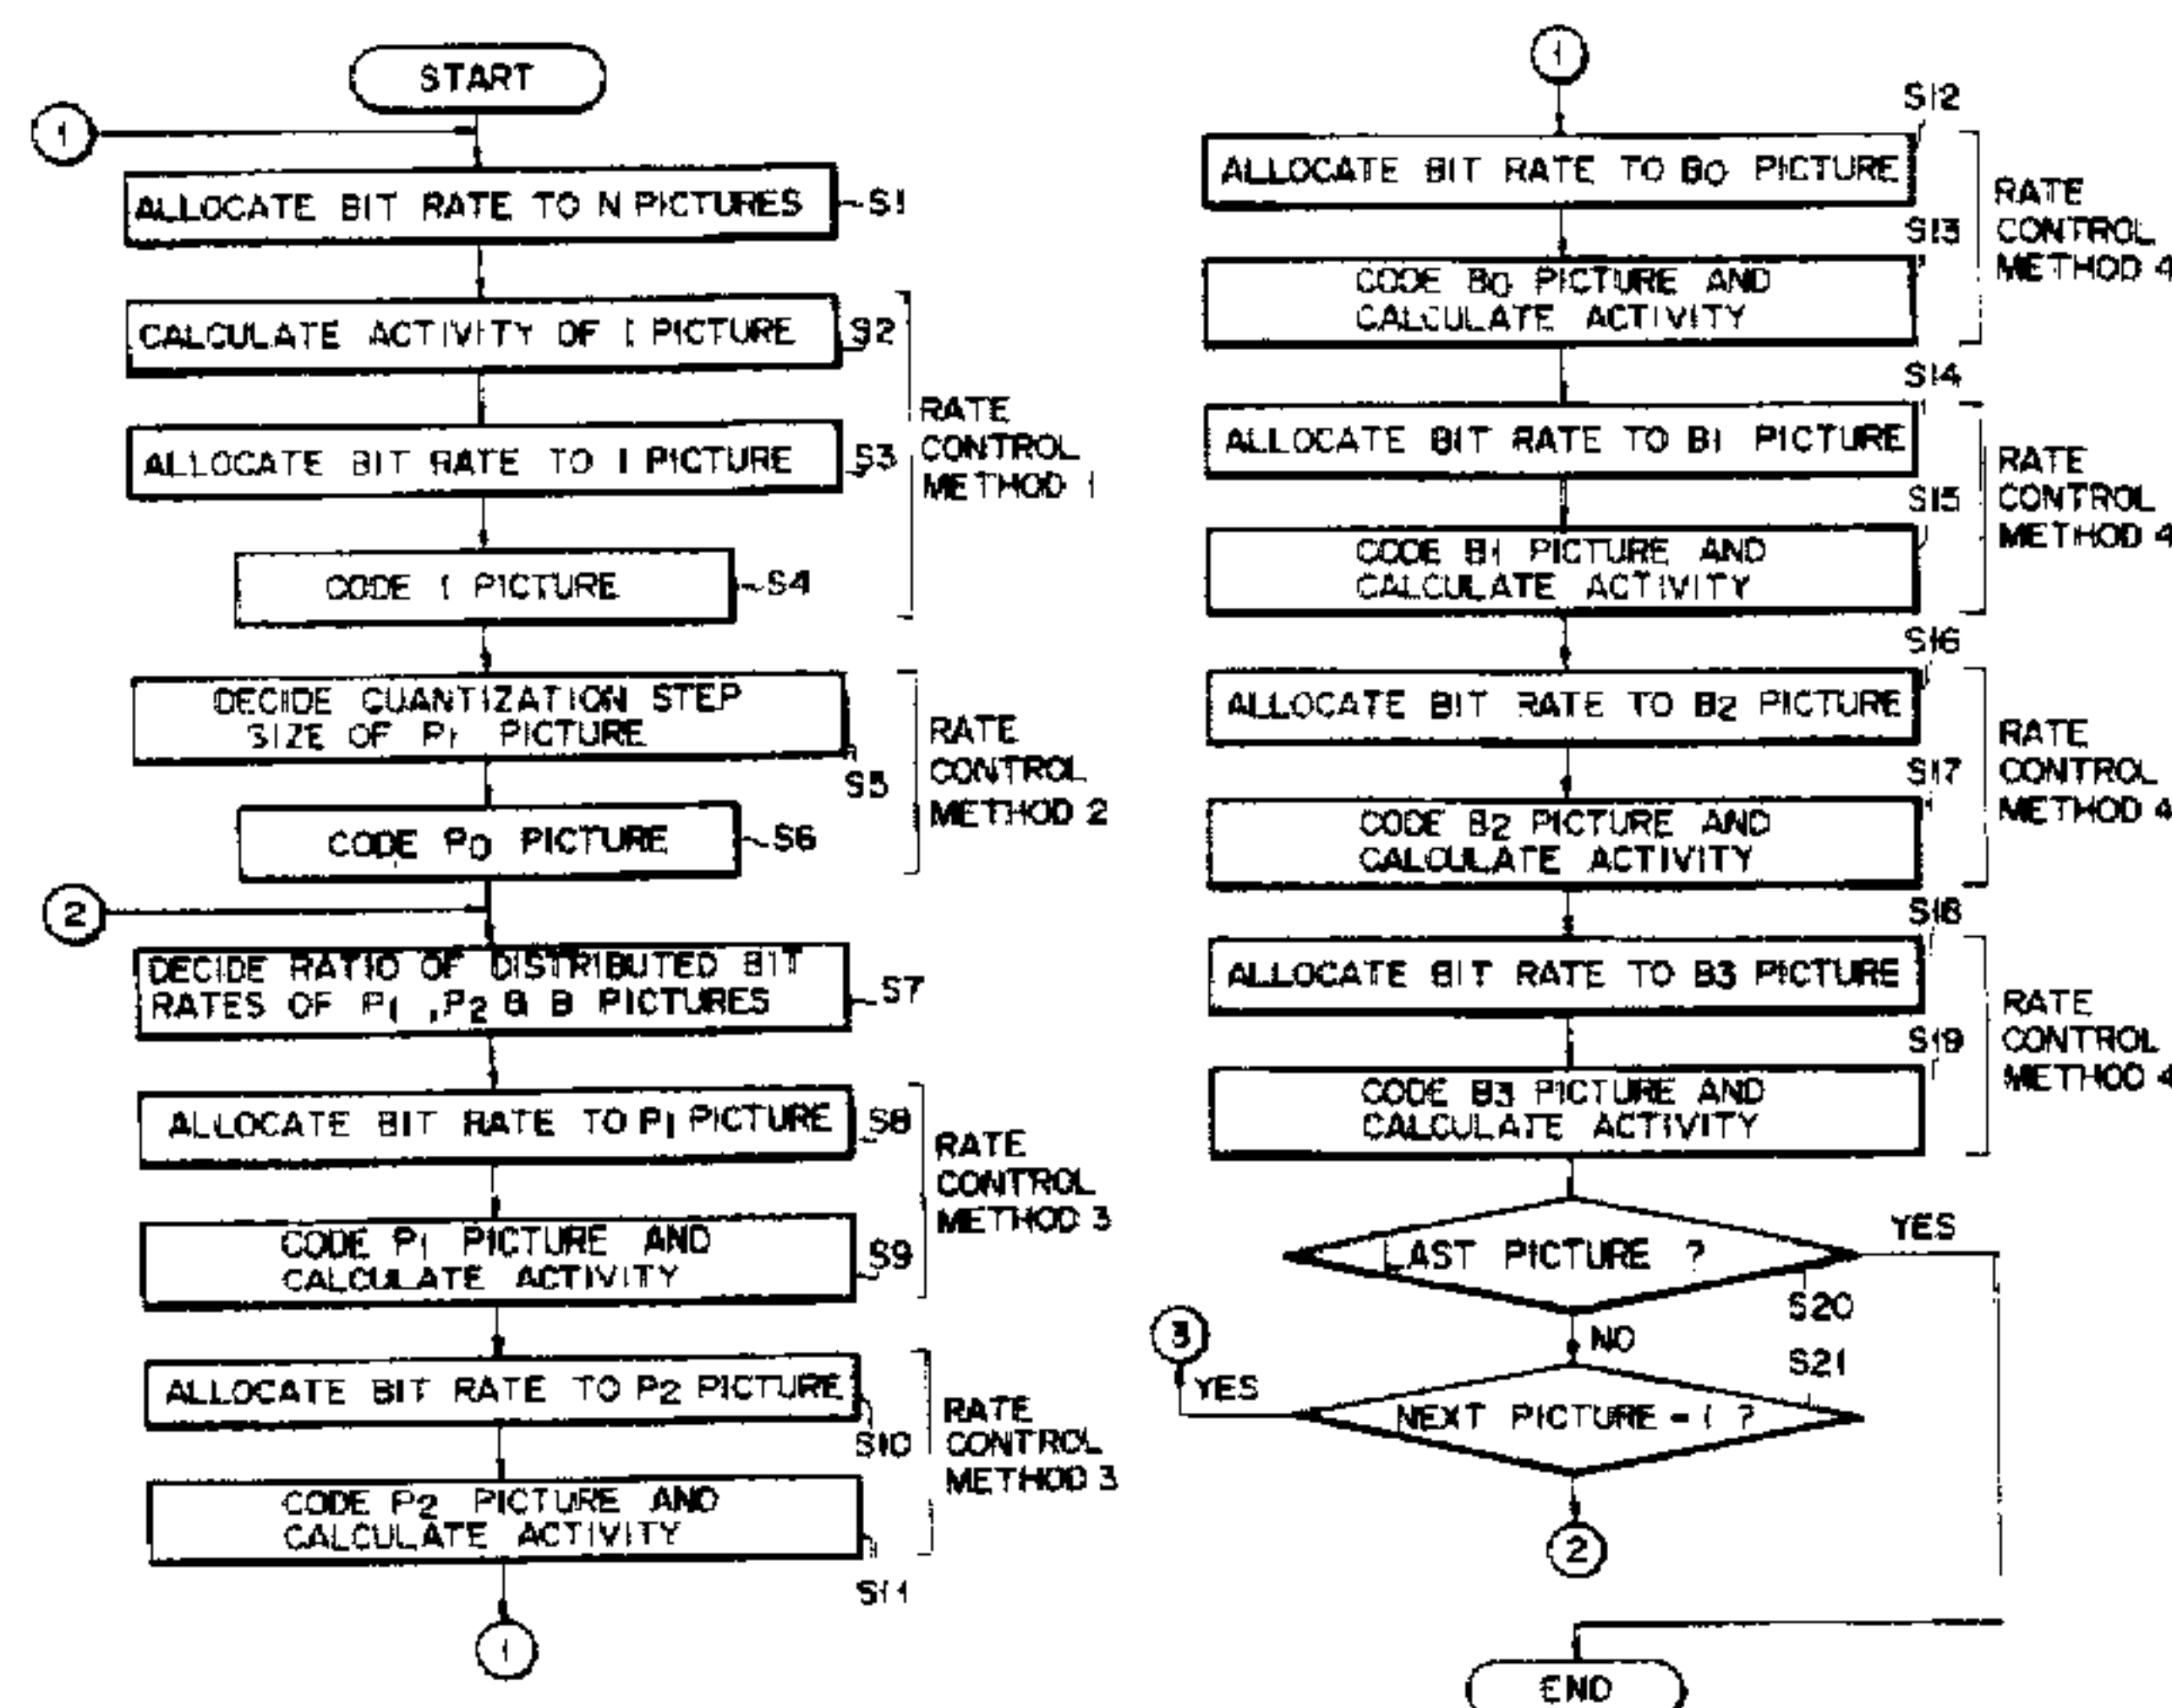 START
1
ALLOCATE BIT RATE TO N PICTURES
S1
CALCULATE ACTIVITY OF I PICTURE
S2
ALLOCATE BIT RATE TO I PICTURE
S3
CODE I PICTURE
S4
RATE
CONTROL
METHOD 1
DECIDE QUANTIZATION STEP
SIZE OF P1 PICTURE
S5
CODE P0 PICTURE
S6
RATE
CONTROL
METHOD 2
2
DECIDE RATIO OF DISTRIBUTED BIT
RATES OF P1 ,P2 & B PICTURES
S7
ALLOCATE BIT RATE TO P1 PICTURE
S8
CODE P1 PICTURE AND
CALCULATE ACTIVITY
S9
RATE
CONTROL
METHOD 3
ALLOCATE BIT RATE TO P2 PICTURE
S10
CODE P2 PICTURE AND
CALCULATE ACTIVITY
S11
RATE
CONTROL
METHOD 3
1
1
S12
ALLOCATE BIT RATE TO B0 PICTURE
S13
CODE B0 PICTURE AND
CALCULATE ACTIVITY
RATE
CONTROL
METHOD 4
S14
ALLOCATE BIT RATE TO B1 PICTURE
S15
CODE B1 PICTURE AND
CALCULATE ACTIVITY
RATE
CONTROL
METHOD 4
S16
ALLOCATE BIT RATE TO B2 PICTURE
S17
CODE B2 PICTURE AND
CALCULATE ACTIVITY
RATE
CONTROL
METHOD 4
S18
ALLOCATE BIT RATE TO B3 PICTURE
S19
CODE B3 PICTURE AND
CALCULATE ACTIVITY
RATE
CONTROL
METHOD 4
LAST PICTURE ?
YES
S20
NO
3
YES
S21
NEXT PICTURE = I ?
2
END